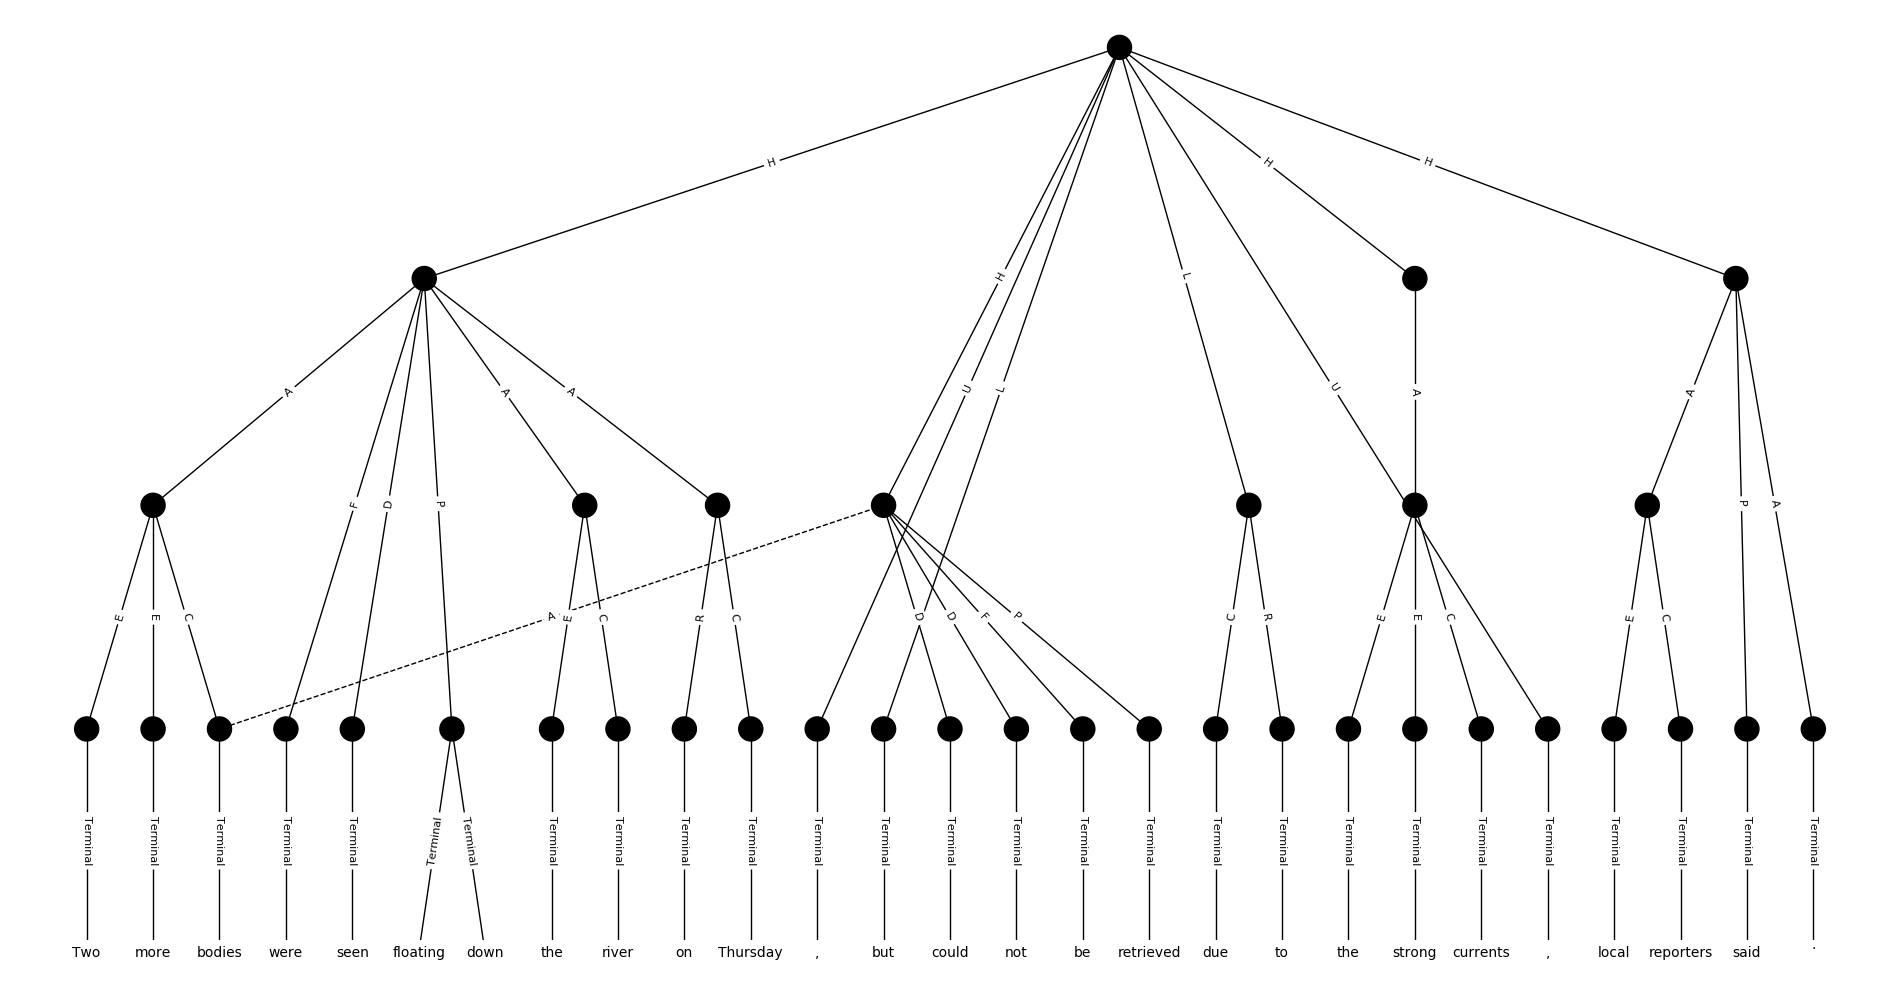 H H H
H L
U L U A
A A A A
F D P P A
A
E E C E C R C D D F P C R E E C E C
Terminal Terminal Terminal Terminal Terminal Terminal Terminal Terminal Terminal Terminal Terminal Terminal Terminal Terminal Terminal Terminal Terminal Terminal Terminal Terminal Terminal Terminal Terminal Terminal Terminal Terminal Terminal
Two more bodies were seen floating down the river on Thursday , but could not be retrieved due to the strong currents , local reporters said .